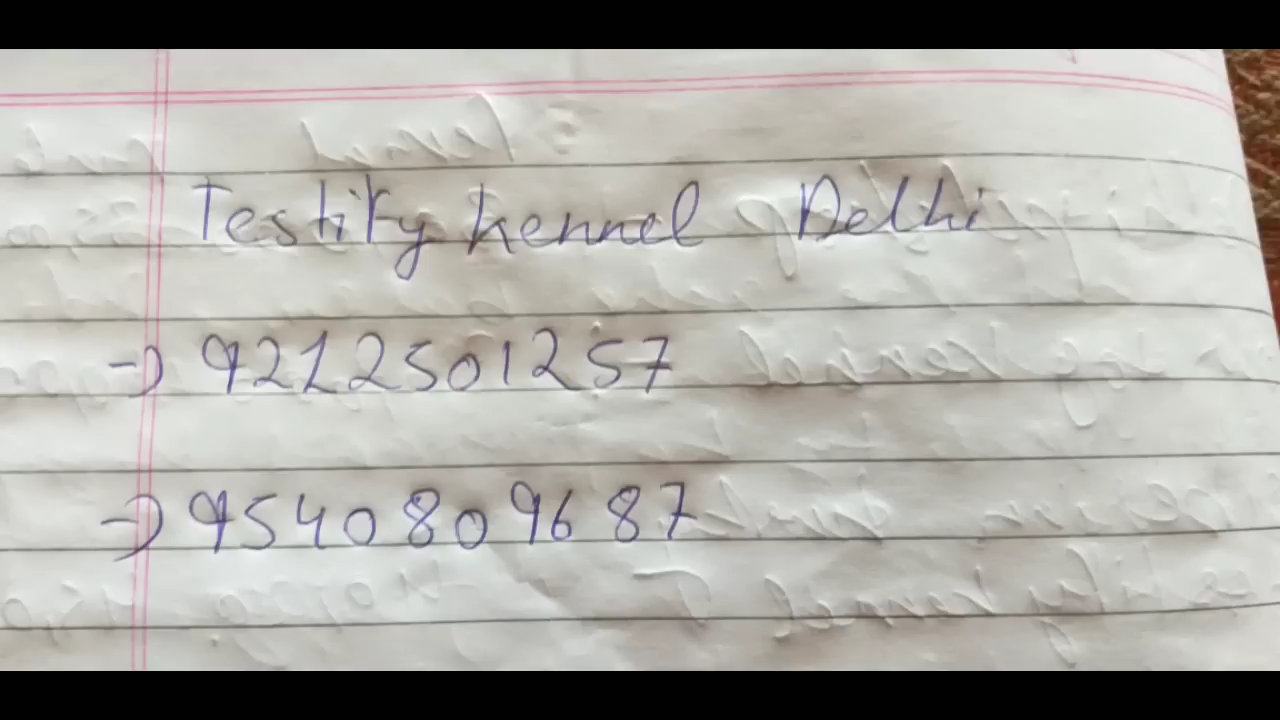 Testify kennel Delhi
→ 9212501257
→ 9540809687